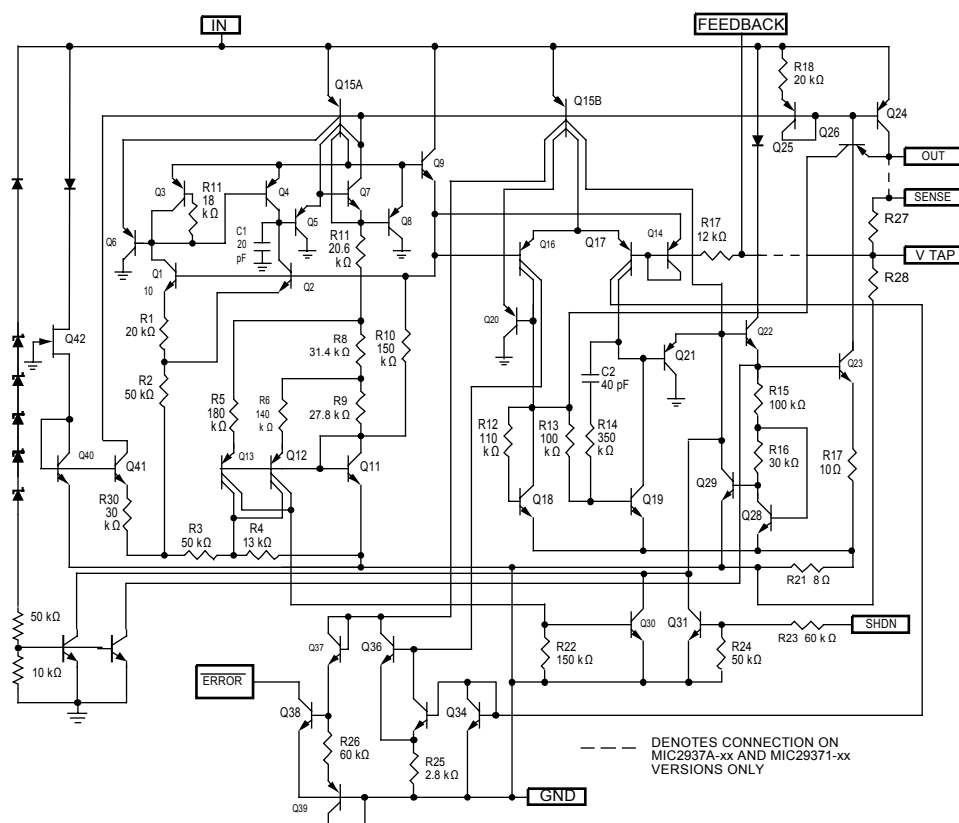 IN
FEEDBACK
R18
20 kΩ
Q15A
Q15B
Q24
Q26
Q25
OUT
Q9
Q3
R11
18
kΩ
Q4
Q7
SENSE
Q5
Q8
Q6
C1
20
pF
R11
20.6
kΩ
Q16
Q17
Q14
R17
12 kΩ
R27
V TAP
Q1
10
Q2
R28
R1
20 kΩ
Q42
R8
31.4 kΩ
R10
150
kΩ
Q20
Q21
Q22
Q23
C2
40 pF
R2
50 kΩ
R5
180
kΩ
R6
140
kΩ
R9
27.8 kΩ
R15
100 kΩ
R12
110
kΩ
R13
100
kΩ
R14
350
kΩ
R16
30 kΩ
R17
10Ω
Q40
Q41
Q13
Q12
Q11
Q29
Q18
Q19
Q28
R30
30
kΩ
R3
50 kΩ
R4
13 kΩ
R21 8 Ω
50 kΩ
10 kΩ
Q37
Q36
R22
150 kΩ
Q30
Q31
R24
50 kΩ
R23 60 kΩ
SHDN
ERROR
Q38
Q34
R26
60 kΩ
R25
2.8 kΩ
Q39
GND
DENOTES CONNECTION ON
MIC2937A-xx AND MIC29371-xx
VERSIONS ONLY